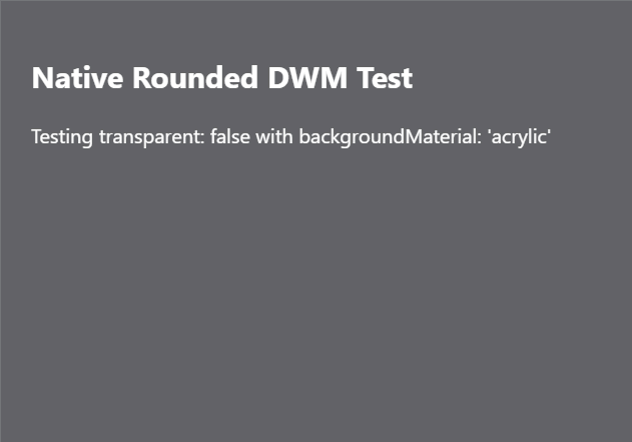 Native Rounded DWM Test
Testing transparent: false with backgroundMaterial: 'acrylic'